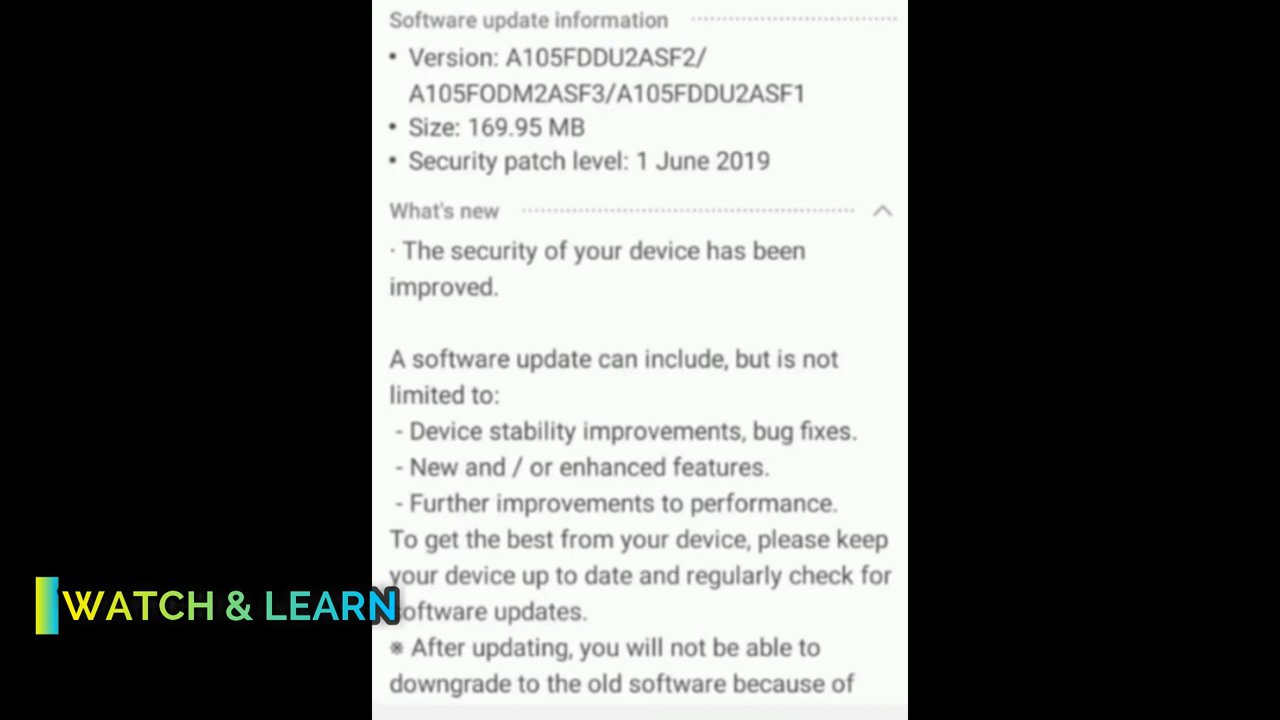 Software update information
• Version: A105FDDU2ASF2/
A105FODM2ASF3/A105FDDU2ASF1
• Size: 169.95 MB
• Security patch level: 1 June 2019
What's new
· The security of your device has been
improved.
A software update can include, but is not
limited to:
- Device stability improvements, bug fixes.
- New and / or enhanced features.
- Further improvements to performance.
To get the best from your device, please keep
your device up to date and regularly check for
software updates.
WATCH & LEARN
※ After updating, you will not be able to
downgrade to the old software because of